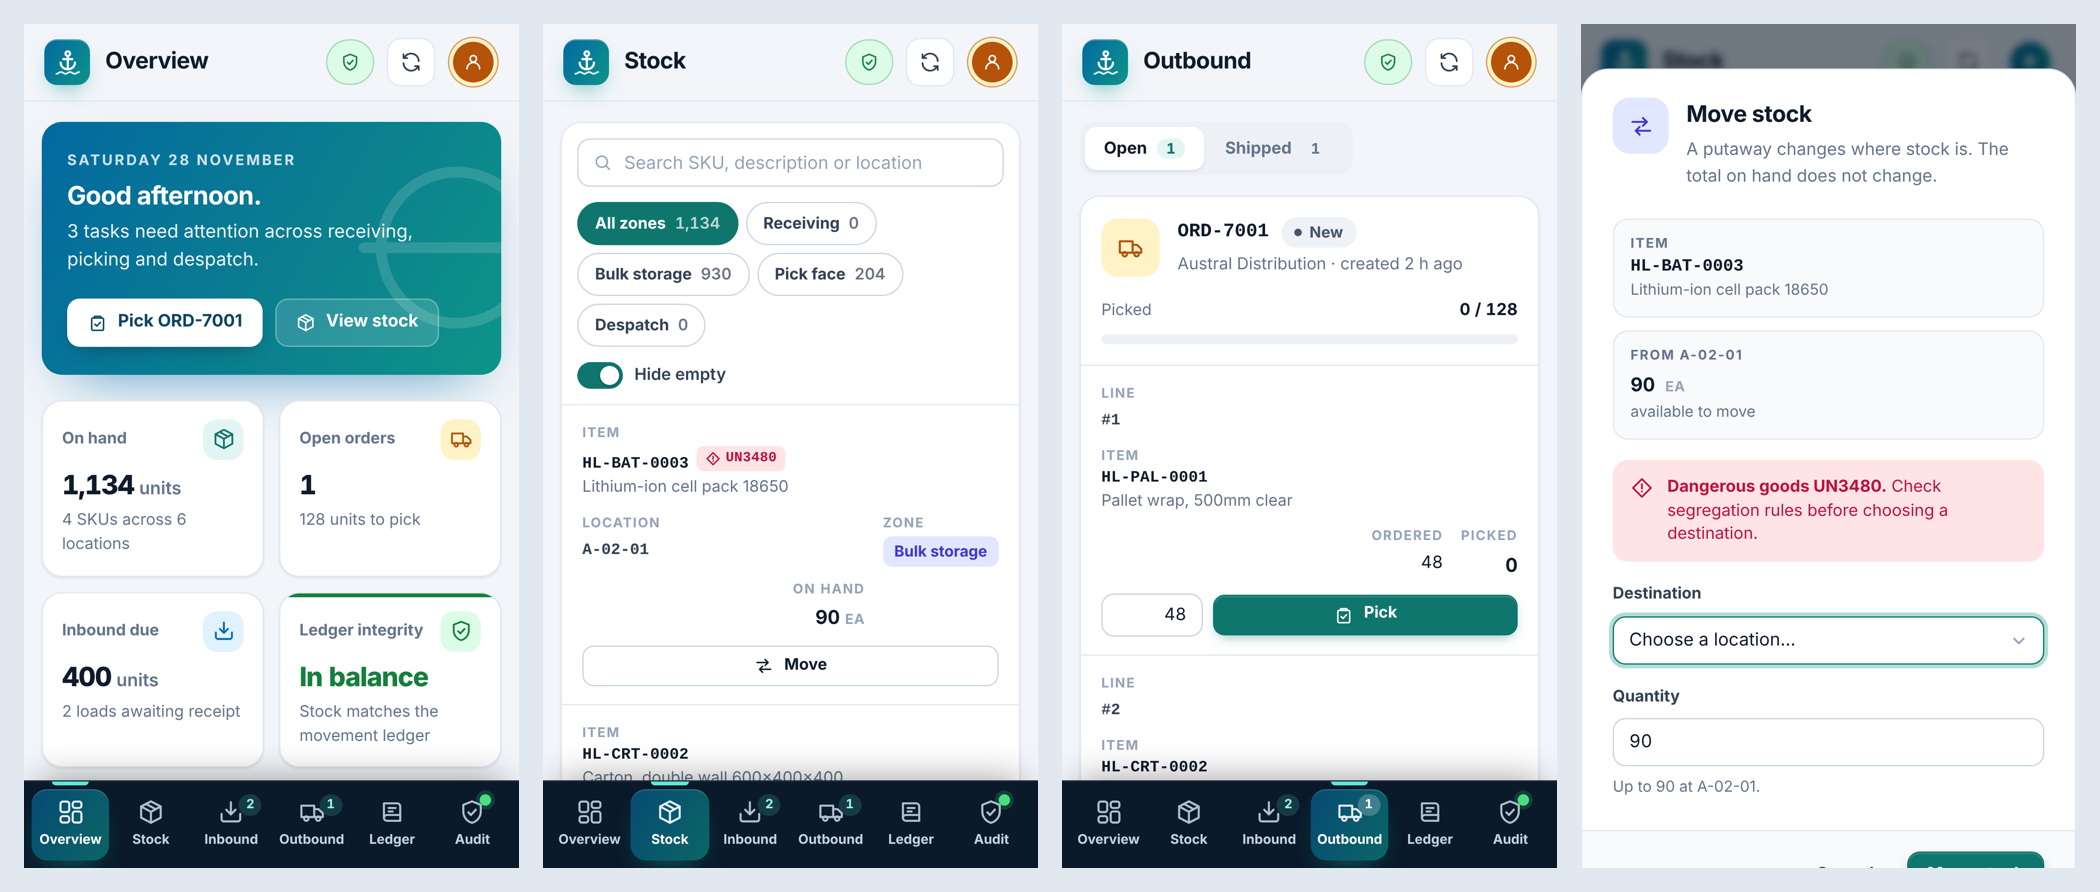 Overview
SATURDAY 28 NOVEMBER
Good afternoon.
3 tasks need attention across receiving,
picking and despatch.
Pick ORD-7001
View stock
On hand
1,134 units
4 SKUs across 6
locations
Open orders
1
128 units to pick
Inbound due
400 units
2 loads awaiting receipt
Ledger integrity
In balance
Stock matches the
movement ledger
Overview
Stock
Inbound 2
Outbound 1
Ledger
Audit
Stock
Search SKU, description or location
All zones 1,134
Receiving 0
Bulk storage 930
Pick face 204
Despatch 0
Hide empty
ITEM
HL-BAT-0003 UN3480
Lithium-ion cell pack 18650
LOCATION
A-02-01
ZONE
Bulk storage
ON HAND
90 EA
Move
ITEM
HL-CRT-0002
Carton, double wall 600×400×400
Overview
Stock
Inbound 2
Outbound 1
Ledger
Audit
Outbound
Open 1
Shipped 1
ORD-7001 New
Austral Distribution · created 2 h ago
Picked 0 / 128
LINE
#1
ITEM
HL-PAL-0001
Pallet wrap, 500mm clear
ORDERED PICKED
48 0
48
Pick
LINE
#2
ITEM
HL-CRT-0002
Overview
Stock
Inbound 2
Outbound 1
Ledger
Audit
Stock
Move stock
A putaway changes where stock is. The
total on hand does not change.
ITEM
HL-BAT-0003
Lithium-ion cell pack 18650
FROM A-02-01
90 EA
available to move
Dangerous goods UN3480. Check
segregation rules before choosing a
destination.
Destination
Choose a location...
Quantity
90
Up to 90 at A-02-01.